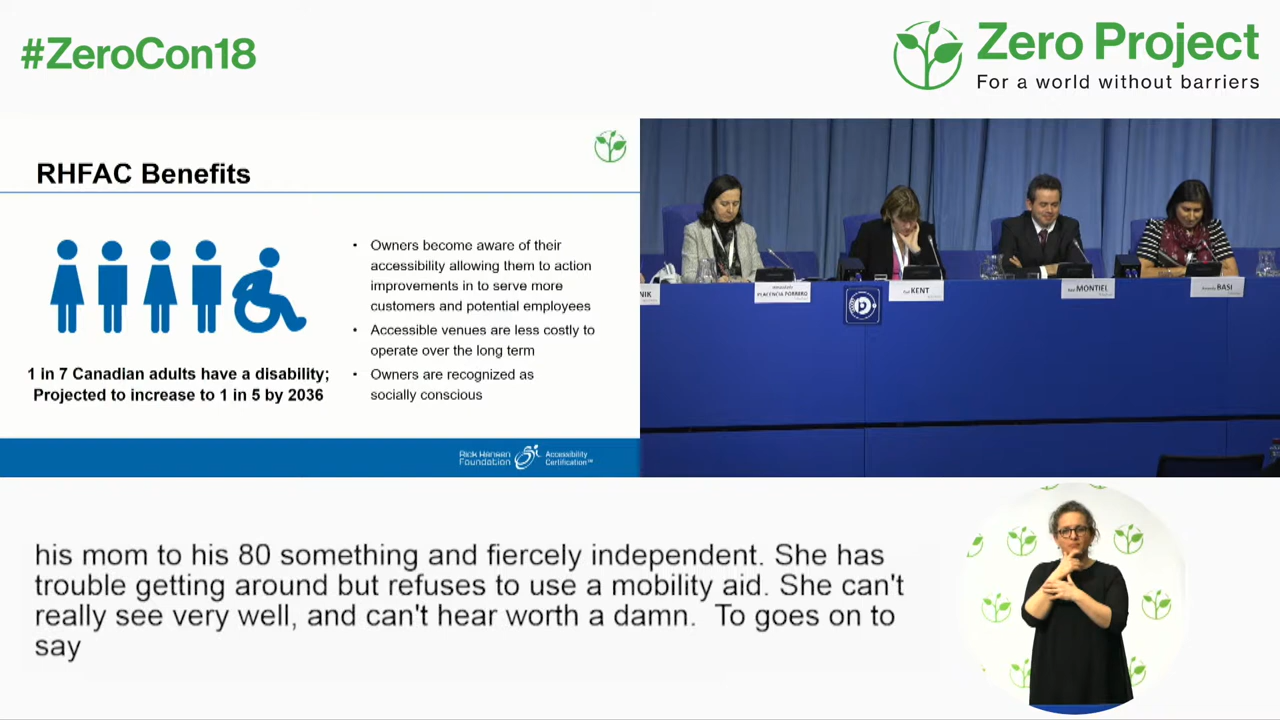 #ZeroCon18
Zero Project
For a world without barriers
RHFAC Benefits
1 in 7 Canadian adults have a disability;
Projected to increase to 1 in 5 by 2036
• Owners become aware of their
accessibility allowing them to action
improvements in to serve more
customers and potential employees
• Accessible venues are less costly to
operate over the long term
• Owners are recognized as
socially conscious
Rick Hansen
Foundation
Accessibility
Certification™
NIK
PLACENCIA PORRERO
KENT
MONTIEL
BASI
his mom to his 80 something and fiercely independent. She has
trouble getting around but refuses to use a mobility aid. She can't
really see very well, and can't hear worth a damn.  To goes on to
say